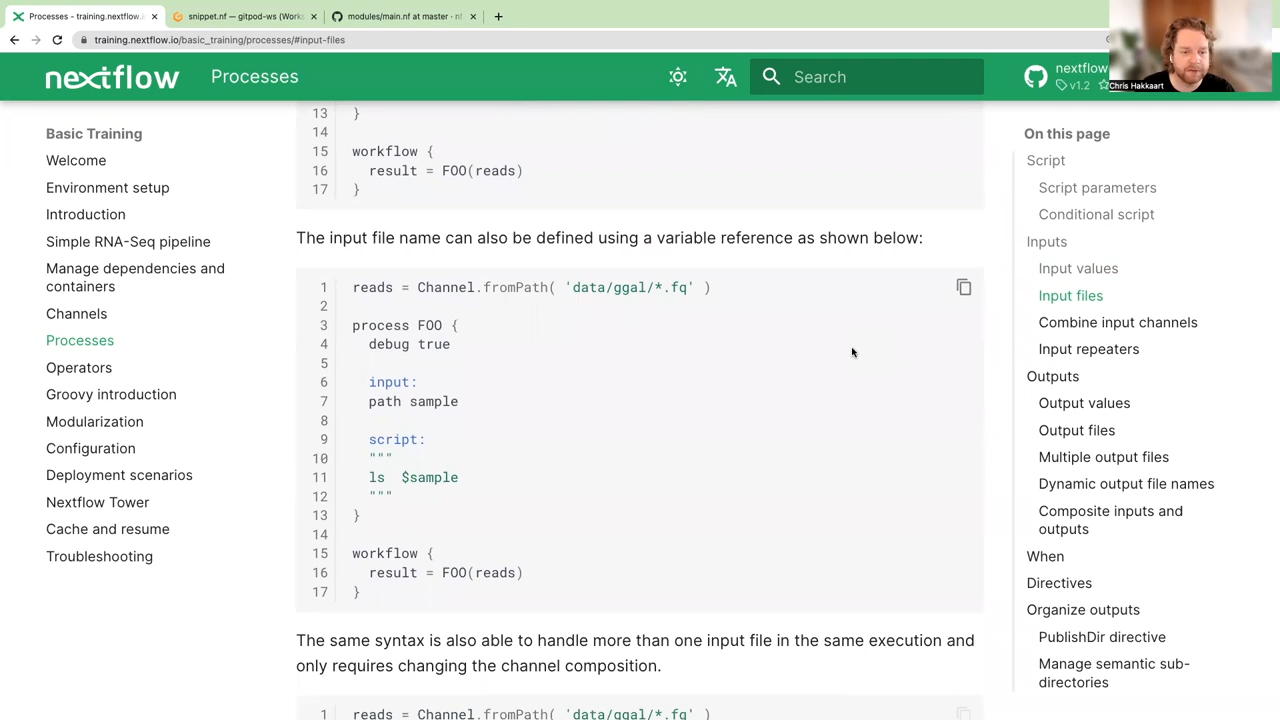 Processes - training.nextflow.i
snippet.nf — gitpod-ws (Works
modules/main.nf at master · nf
training.nextflow.io/basic_training/processes/#input-files
nextflow
Processes
Search
nextflow
v1.2
Chris Hakkaart
Basic Training
Welcome
Environment setup
Introduction
Simple RNA-Seq pipeline
Manage dependencies and
containers
Channels
Processes
Operators
Groovy introduction
Modularization
Configuration
Deployment scenarios
Nextflow Tower
Cache and resume
Troubleshooting
13 }
14
15 workflow {
16   result = FOO(reads)
17 }
The input file name can also be defined using a variable reference as shown below:
1 reads = Channel.fromPath( 'data/ggal/*.fq' )
2
3 process FOO {
4   debug true
5
6   input:
7   path sample
8
9   script:
10   """
11   ls  $sample
12   """
13 }
14
15 workflow {
16   result = FOO(reads)
17 }
The same syntax is also able to handle more than one input file in the same execution and
only requires changing the channel composition.
1 reads = Channel.fromPath( 'data/ggal/*.fq' )
On this page
Script
Script parameters
Conditional script
Inputs
Input values
Input files
Combine input channels
Input repeaters
Outputs
Output values
Output files
Multiple output files
Dynamic output file names
Composite inputs and
outputs
When
Directives
Organize outputs
PublishDir directive
Manage semantic sub-
directories